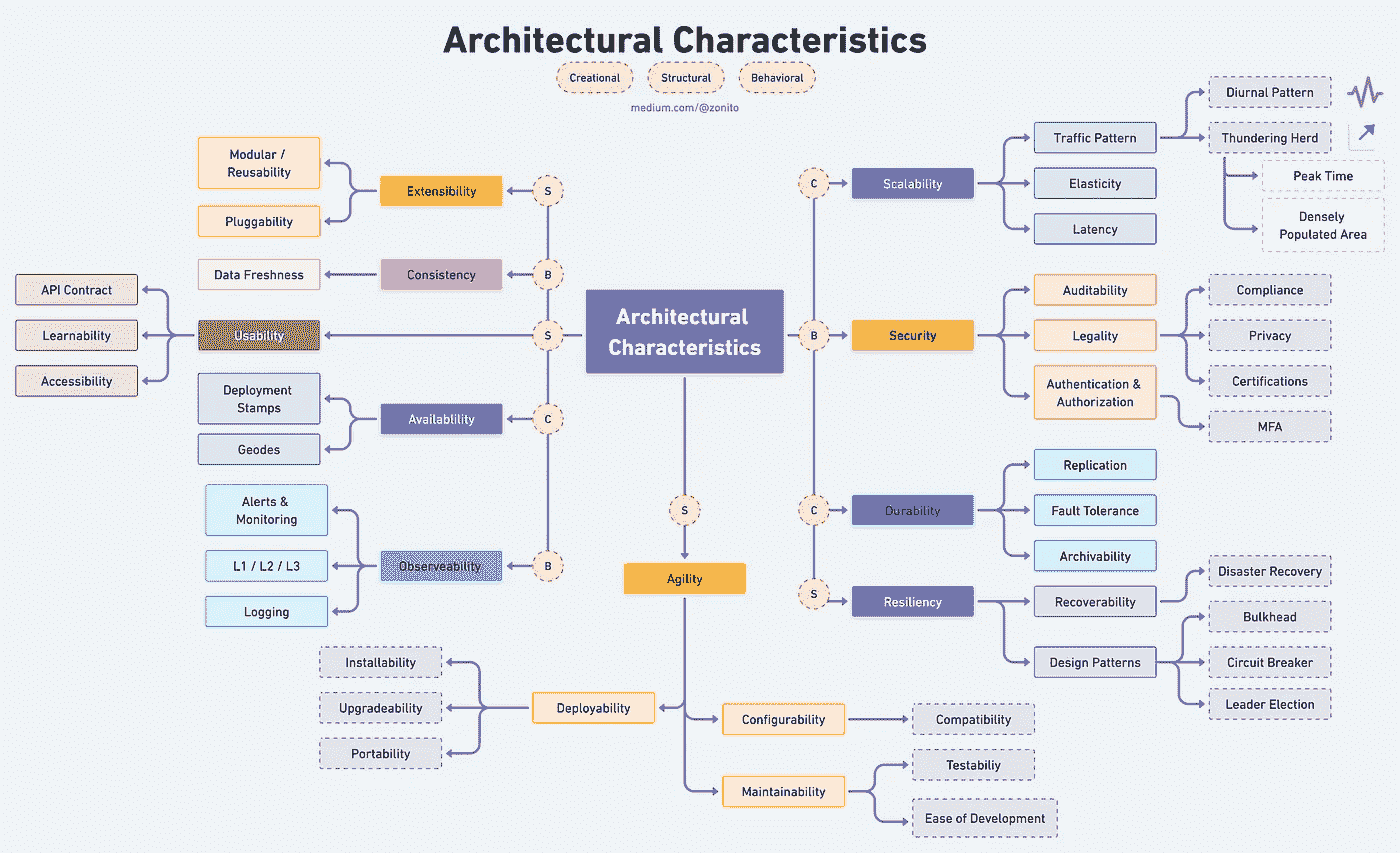 Architectural Characteristics
Creational
Structural
Behavioral
medium.com/@zonito
Modular /
Reusability
Pluggability
Extensibility
S
Data Freshness
Consistency
B
API Contract
Learnability
Accessibility
Usability
S
Deployment
Stamps
Geodes
Availability
C
Alerts &
Monitoring
L1 / L2 / L3
Logging
Observeability
B
Architectural
Characteristics
S
Agility
Installability
Upgradeability
Portability
Deployability
Configurability
Compatibility
Maintainability
Testabiliy
Ease of Development
C
Scalability
Traffic Pattern
Elasticity
Latency
Diurnal Pattern
Thundering Herd
Peak Time
Densely
Populated Area
B
Security
Auditability
Legality
Authentication &
Authorization
Compliance
Privacy
Certifications
MFA
C
Durability
Replication
Fault Tolerance
Archivability
S
Resiliency
Recoverability
Design Patterns
Disaster Recovery
Bulkhead
Circuit Breaker
Leader Election